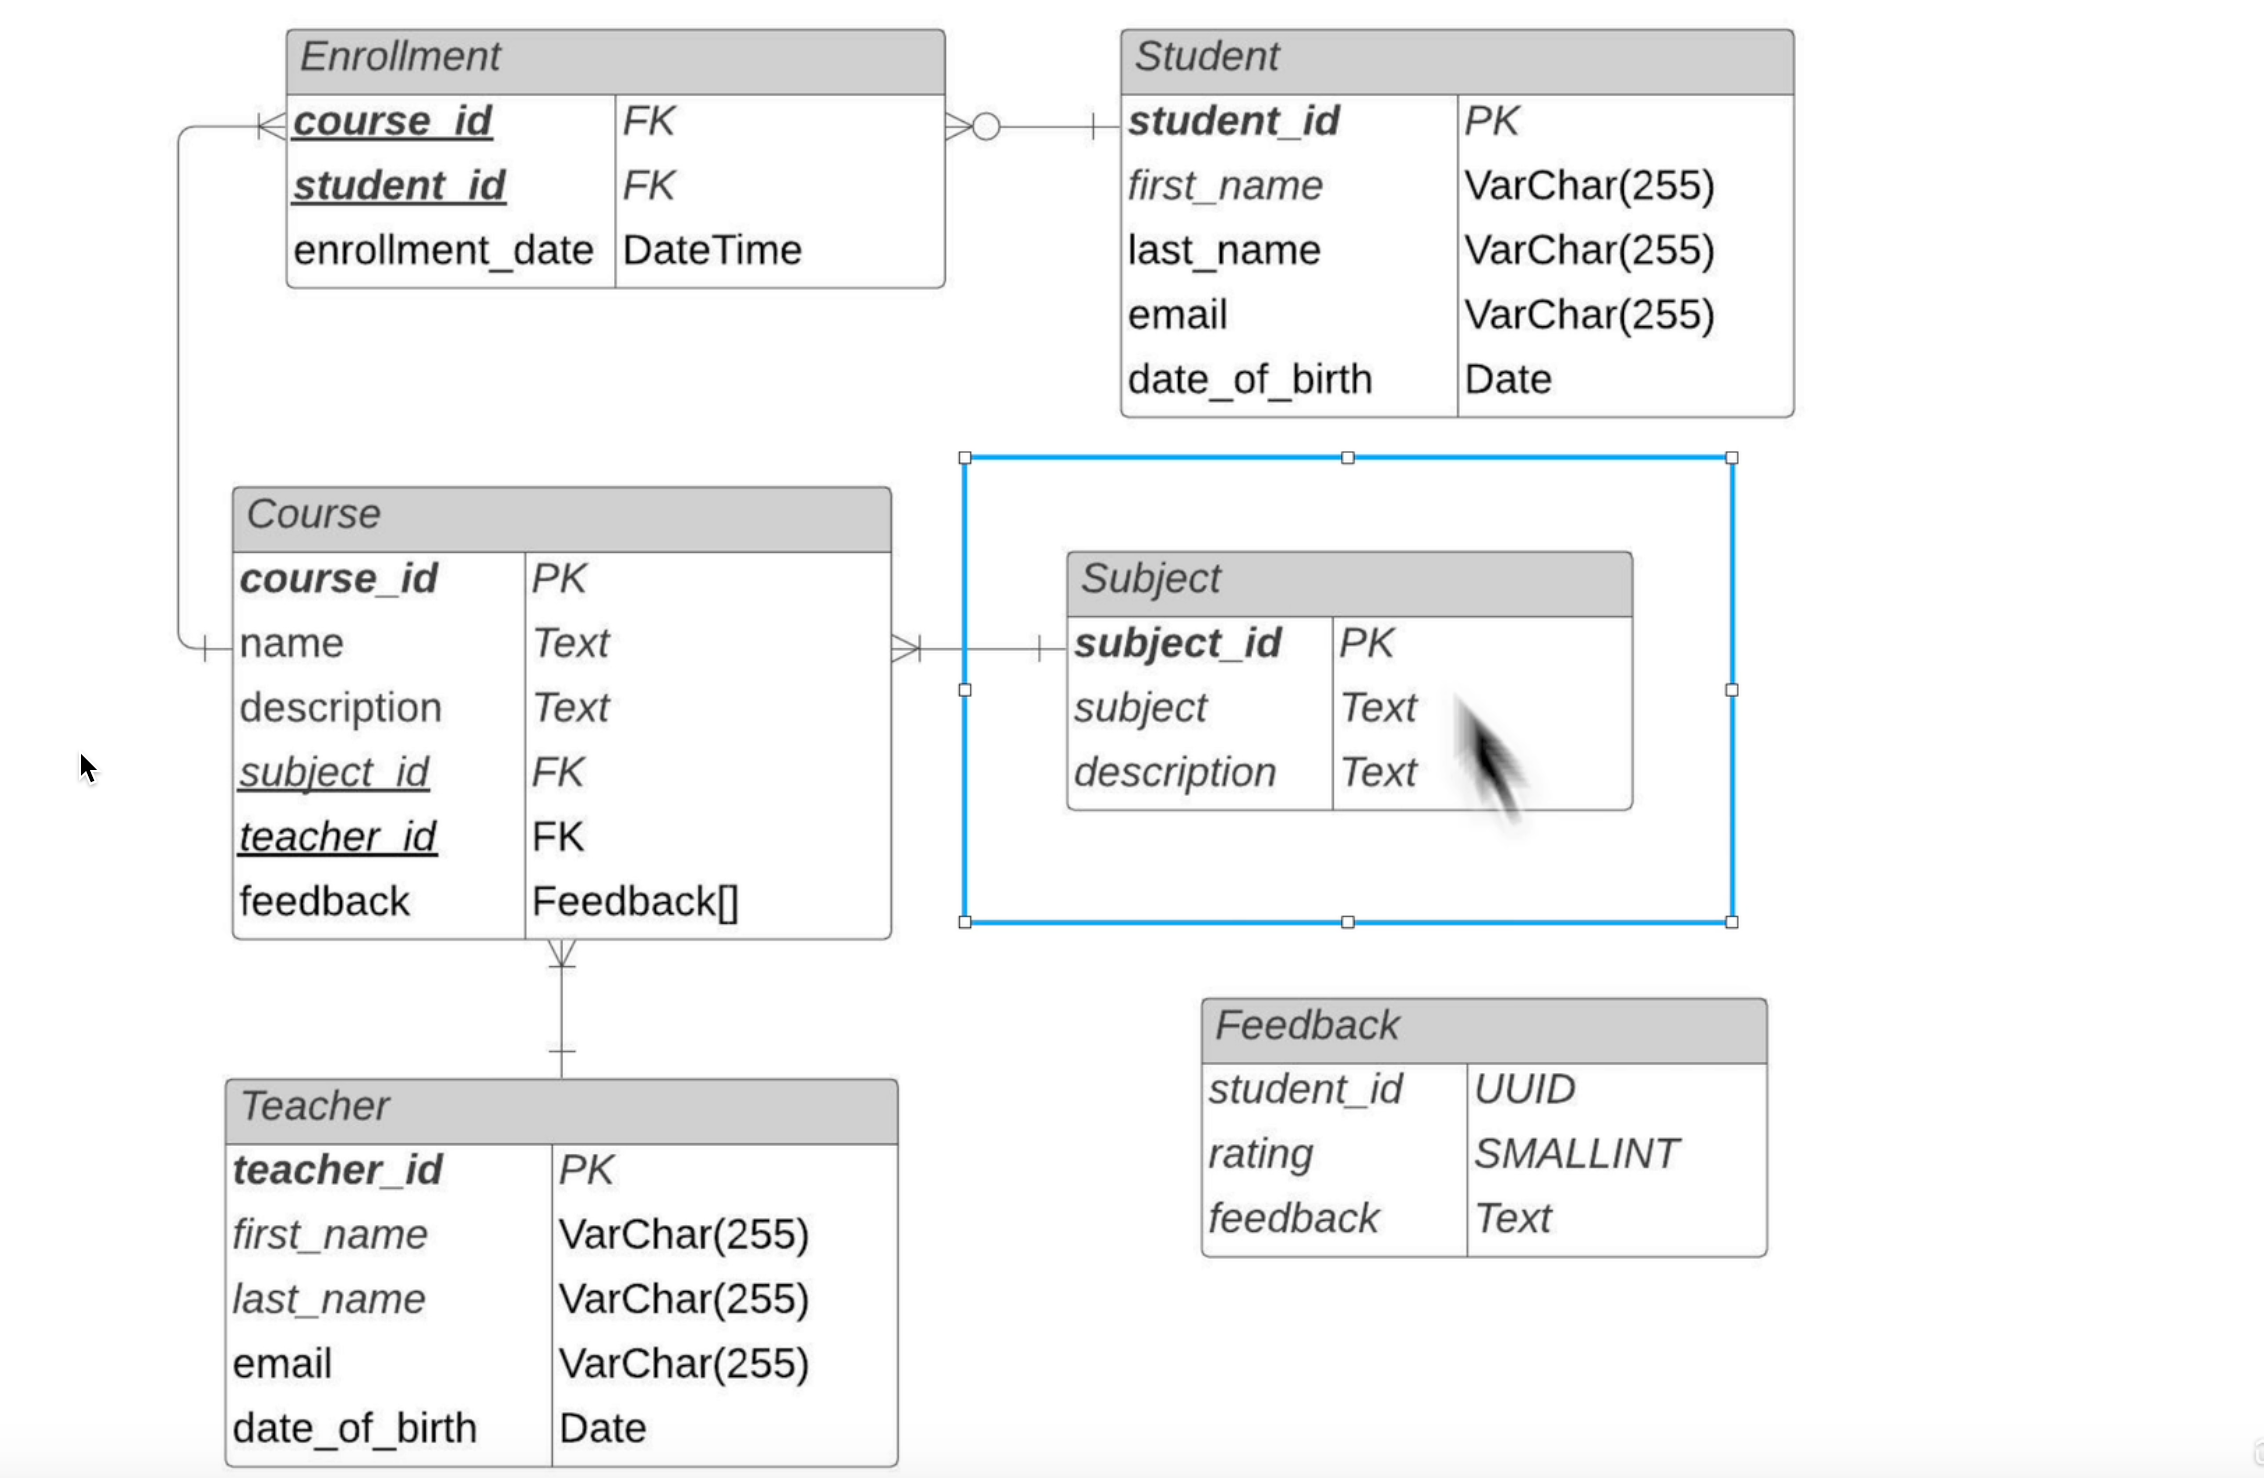 Enrollment
course_id FK
student_id FK
enrollment_date DateTime
Student
student_id PK
first_name VarChar(255)
last_name VarChar(255)
email VarChar(255)
date_of_birth Date
Course
course_id PK
name Text
description Text
subject_id FK
teacher_id FK
feedback Feedback[]
Subject
subject_id PK
subject Text
description Text
Teacher
teacher_id PK
first_name VarChar(255)
last_name VarChar(255)
email VarChar(255)
date_of_birth Date
Feedback
student_id UUID
rating SMALLINT
feedback Text